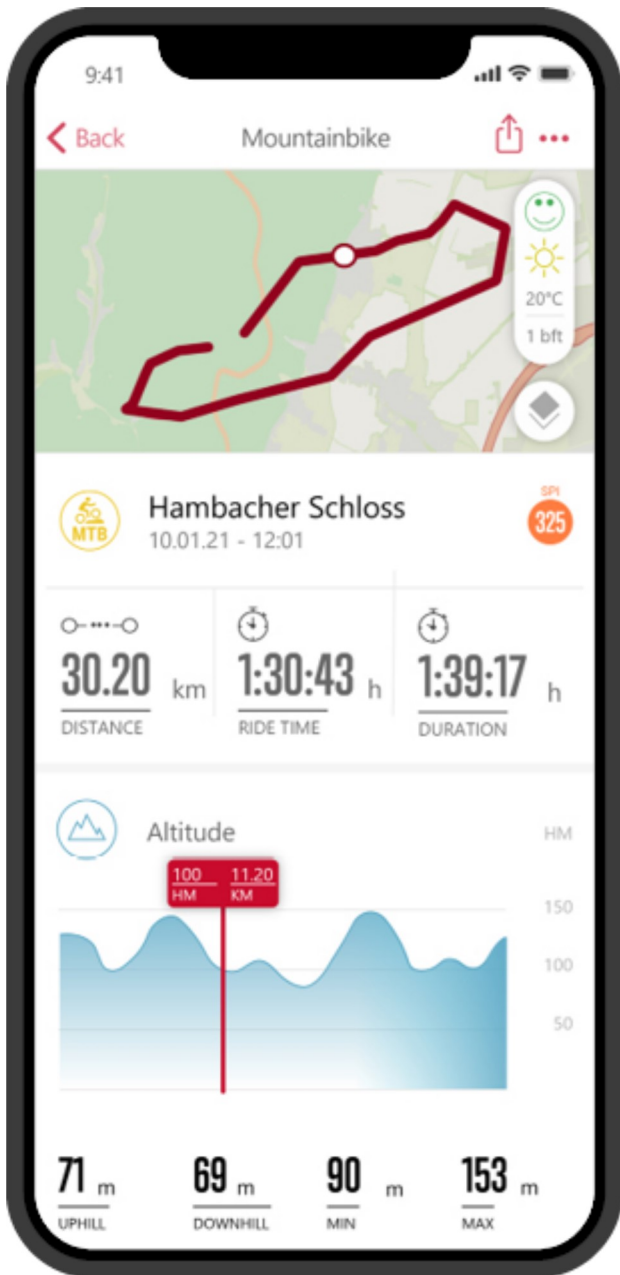 9:41
Back Mountainbike
20°C
1 bft
MTB
Hambacher Schloss
10.01.21 - 12:01
SPI
325
30.20 km
DISTANCE
1:30:43 h
RIDE TIME
1:39:17 h
DURATION
Altitude
HM
100 11.20
HM KM
150
100
50
71 m
UPHILL
69 m
DOWNHILL
90 m
MIN
153 m
MAX